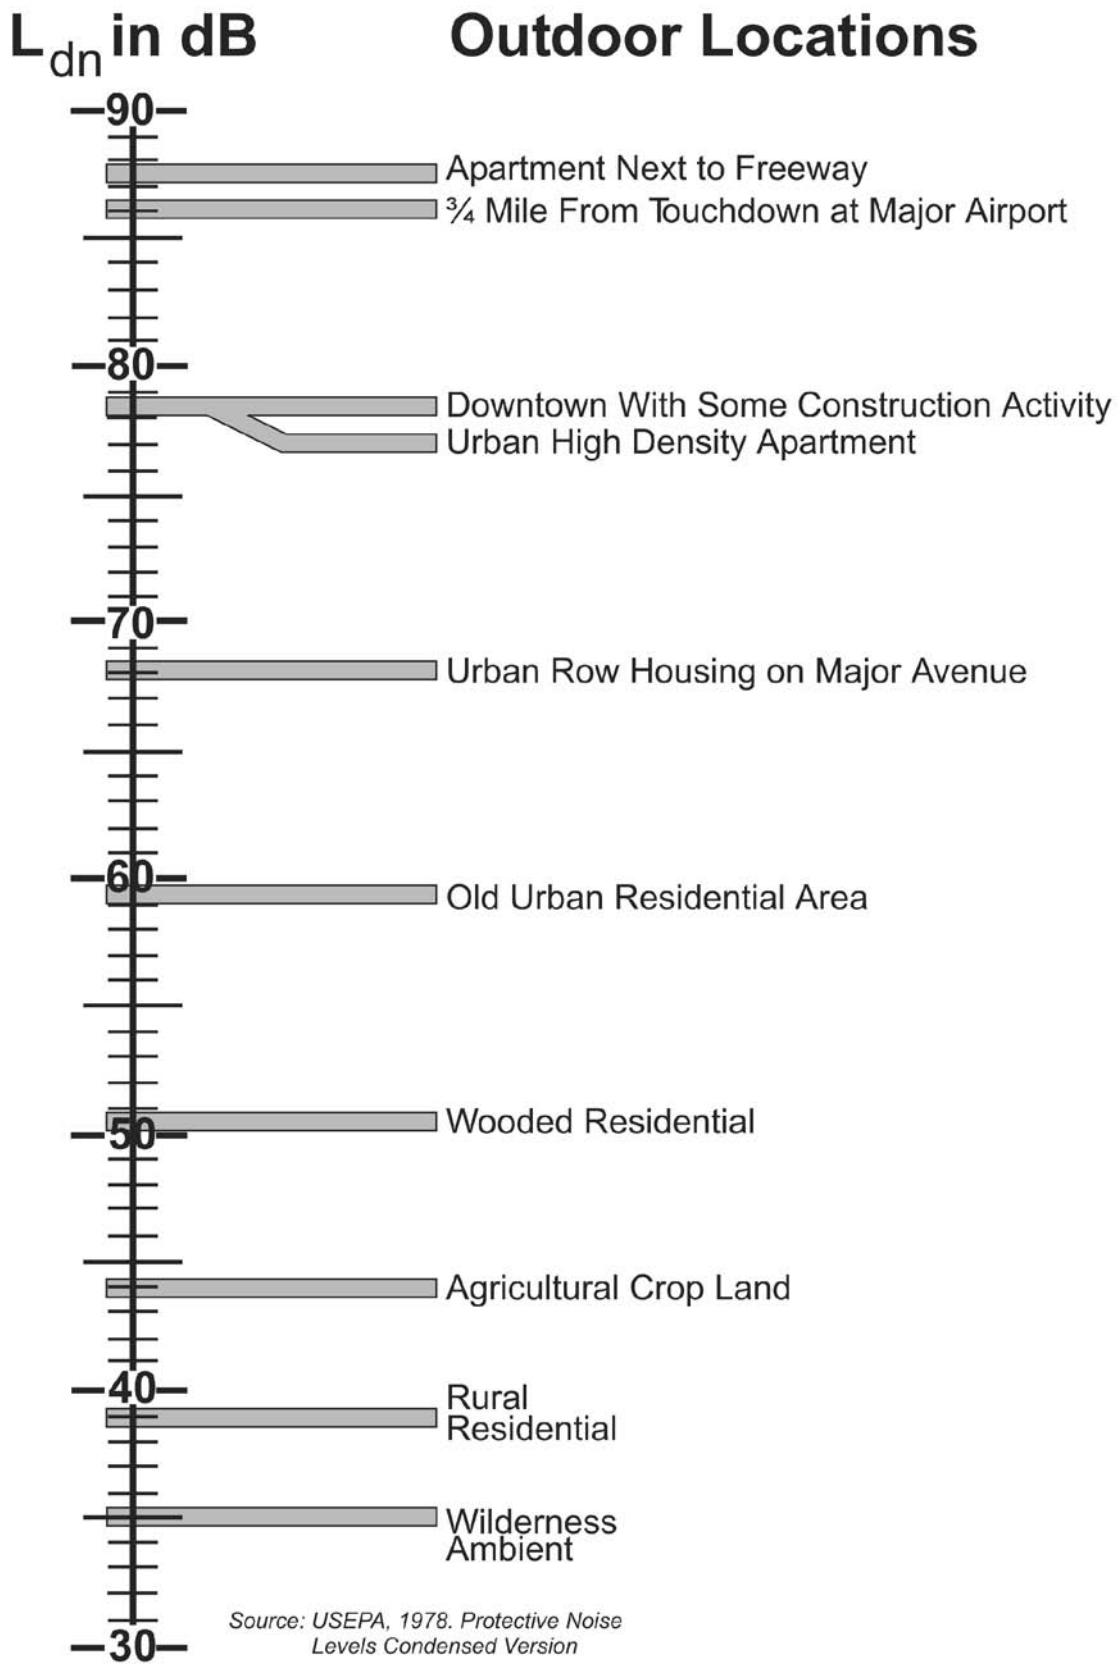 Ldn in dB Outdoor Locations
90
Apartment Next to Freeway
¾ Mile From Touchdown at Major Airport
80
Downtown With Some Construction Activity
Urban High Density Apartment
70
Urban Row Housing on Major Avenue
60
Old Urban Residential Area
Wooded Residential
50
Agricultural Crop Land
40
Rural
Residential
Wilderness
Ambient
Source: USEPA, 1978. Protective Noise
Levels Condensed Version
30